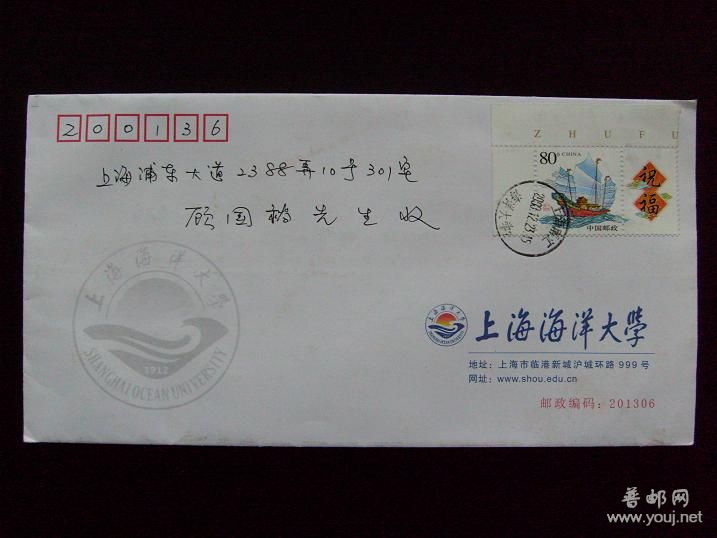 200136
上海浦东大道2388弄10号301室
顾国裕先生收
ZHUFU
80分 CHINA
中国邮政
祝福
上海海洋大學
SHANGHAI OCEAN UNIVERSITY
1912
上海海洋大學
地址：上海市临港新城沪城环路 999 号
网址：www.shou.edu.cn
邮政编码：201306
普邮网
www.youj.net